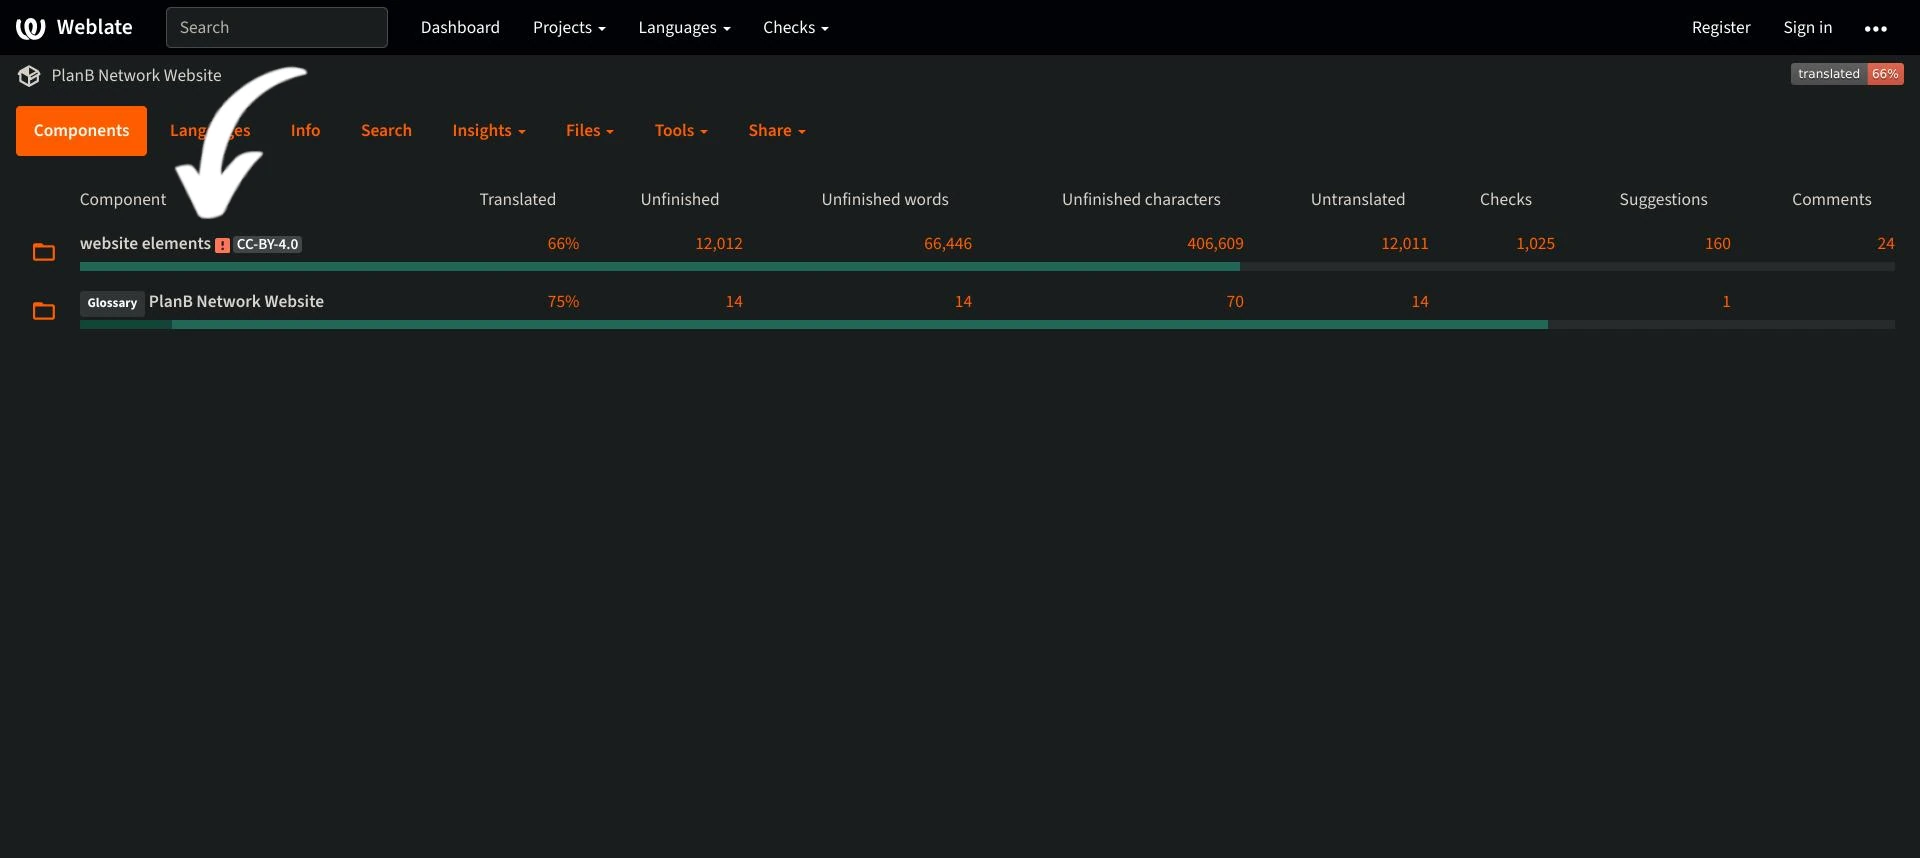 Weblate Search Dashboard Projects Languages Checks Register Sign in
PlanB Network Website translated 66%
Components Info Search Insights Files Tools Share
Component Translated Unfinished Unfinished words Unfinished characters Untranslated Checks Suggestions Comments
website elements ! CC-BY-4.0 66% 12,012 66,446 406,609 12,011 1,025 160 24
Glossary PlanB Network Website 75% 14 14 70 14 1